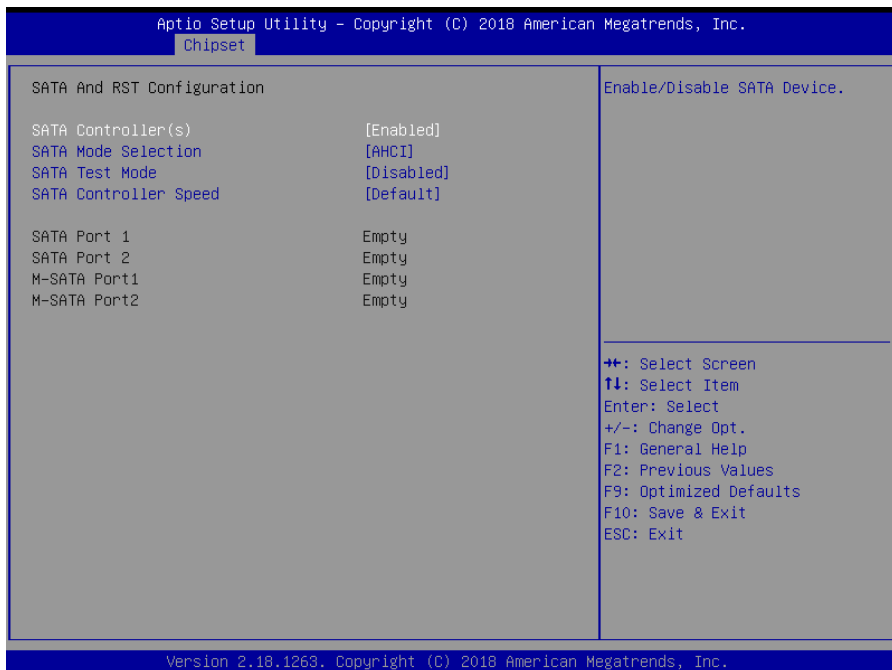 Aptio Setup Utility – Copyright (C) 2018 American Megatrends, Inc.
Chipset
SATA And RST Configuration
SATA Controller(s) [Enabled]
SATA Mode Selection [AHCI]
SATA Test Mode [Disabled]
SATA Controller Speed [Default]
SATA Port 1 Empty
SATA Port 2 Empty
M-SATA Port1 Empty
M-SATA Port2 Empty
Enable/Disable SATA Device.
→←: Select Screen
↑↓: Select Item
Enter: Select
+/-: Change Opt.
F1: General Help
F2: Previous Values
F9: Optimized Defaults
F10: Save & Exit
ESC: Exit
Version 2.18.1263. Copyright (C) 2018 American Megatrends, Inc.